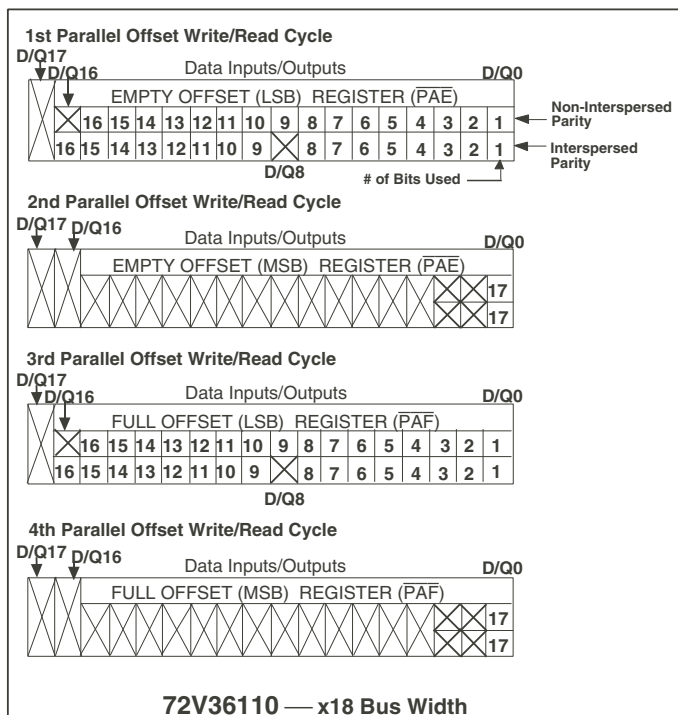 1st Parallel Offset Write/Read Cycle
D/Q17
D/Q16
Data Inputs/Outputs
D/Q0
EMPTY OFFSET (LSB) REGISTER (PAE)
16 15 14 13 12 11 10 9 8 7 6 5 4 3 2 1
Non-Interspersed
Parity
16 15 14 13 12 11 10 9 8 7 6 5 4 3 2 1
Interspersed
Parity
D/Q8
# of Bits Used
2nd Parallel Offset Write/Read Cycle
D/Q17
D/Q16
Data Inputs/Outputs
D/Q0
EMPTY OFFSET (MSB) REGISTER (PAE)
17
17
3rd Parallel Offset Write/Read Cycle
D/Q17
D/Q16
Data Inputs/Outputs
D/Q0
FULL OFFSET (LSB) REGISTER (PAF)
16 15 14 13 12 11 10 9 8 7 6 5 4 3 2 1
16 15 14 13 12 11 10 9 8 7 6 5 4 3 2 1
D/Q8
4th Parallel Offset Write/Read Cycle
D/Q17
D/Q16
Data Inputs/Outputs
D/Q0
FULL OFFSET (MSB) REGISTER (PAF)
17
17
72V36110 — x18 Bus Width